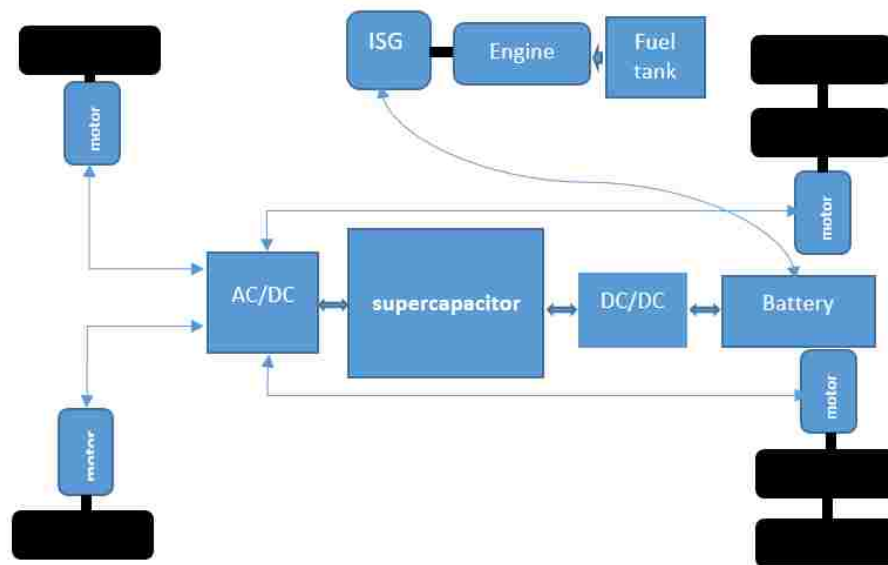 ISG
Engine
Fuel
tank
motor
motor
AC/DC
supercapacitor
DC/DC
Battery
motor
motor